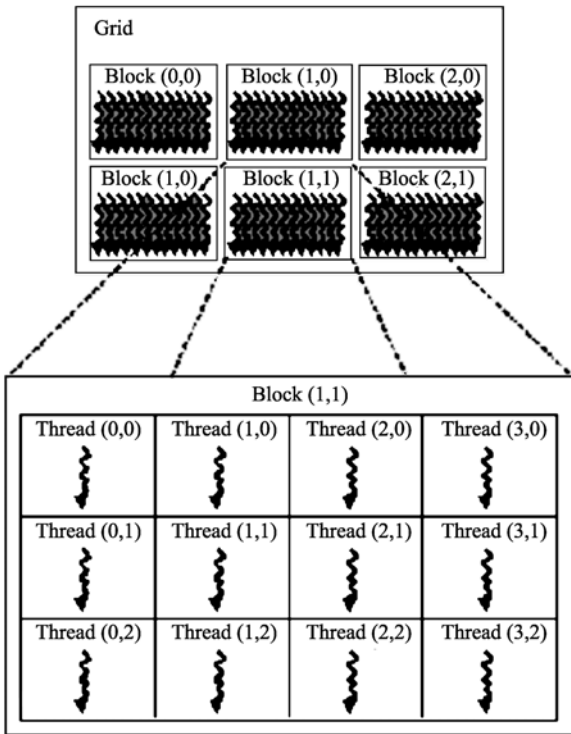 Grid
Block (0,0) Block (1,0) Block (2,0)
Block (1,0) Block (1,1) Block (2,1)
Block (1,1)
Thread (0,0) Thread (1,0) Thread (2,0) Thread (3,0)
Thread (0,1) Thread (1,1) Thread (2,1) Thread (3,1)
Thread (0,2) Thread (1,2) Thread (2,2) Thread (3,2)